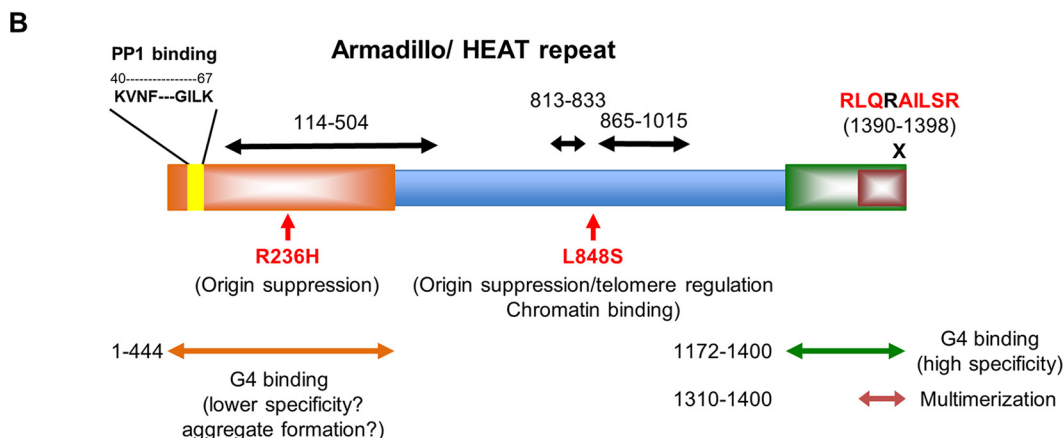 B
PP1 binding
40----------------67
KVNF---GILK
Armadillo/ HEAT repeat
114-504
813-833
865-1015
RLQRAILSR
(1390-1398)
X
R236H
(Origin suppression)
L848S
(Origin suppression/telomere regulation
Chromatin binding)
1-444
G4 binding
(lower specificity?
aggregate formation?)
1172-1400
G4 binding
(high specificity)
1310-1400
Multimerization